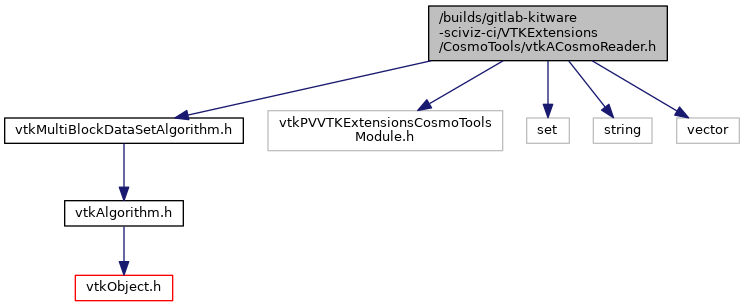 /builds/gitlab-kitware
-sciviz-ci/VTKExtensions
/CosmoTools/vtkACosmoReader.h
vtkMultiBlockDataSetAlgorithm.h
vtkPVVTKExtensionsCosmoTools
Module.h
set
string
vector
vtkAlgorithm.h
vtkObject.h